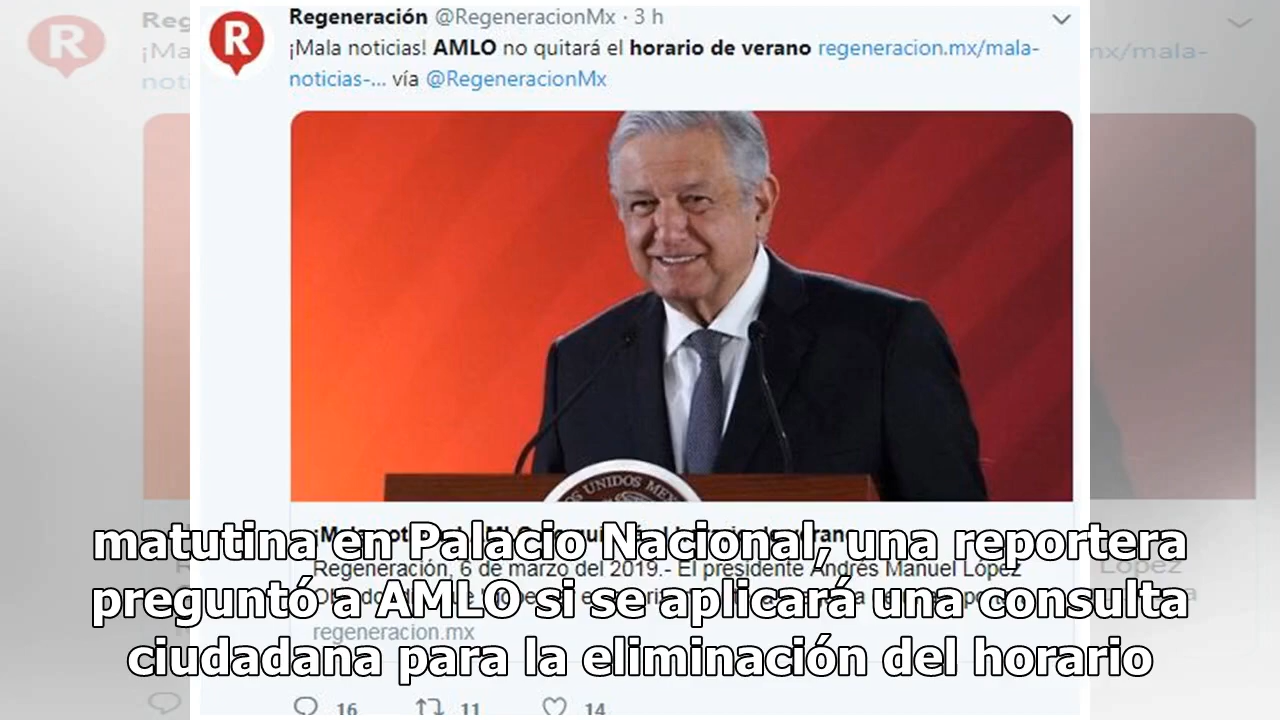 Regeneración @RegeneracionMx · 3 h
¡Mala noticias! AMLO no quitará el horario de verano regeneracion.mx/mala-
noticias-... vía @RegeneracionMx
R
UNIDOS MEX
Regeneración, 6 de marzo del 2019.- El presidente Andrés Manuel López
regeneracion.mx
matutina en Palacio Nacional, una reportera
preguntó a AMLO si se aplicará una consulta
ciudadana para la eliminación del horario
16 11 14